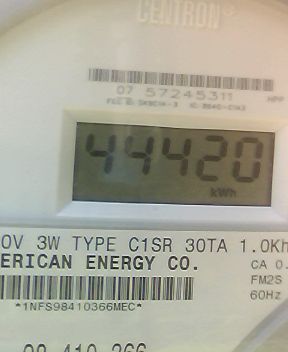 CENTRON®
07 57245311
44420
kWh
0V 3W TYPE C1SR 30TA 1.0Kh
ERICAN ENERGY CO.
CA 0.
FM2S
60Hz
*1NFS98410366MEC*